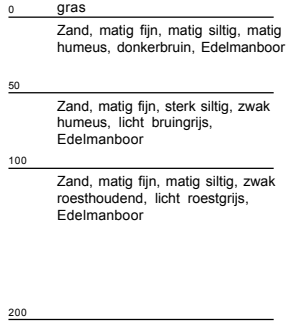 0 gras
Zand, matig fijn, matig siltig, matig
humeus, donkerbruin, Edelmanboor
50
Zand, matig fijn, sterk siltig, zwak
humeus, licht bruingrijs,
Edelmanboor
100
Zand, matig fijn, matig siltig, zwak
roesthoudend, licht roestgrijs,
Edelmanboor
200